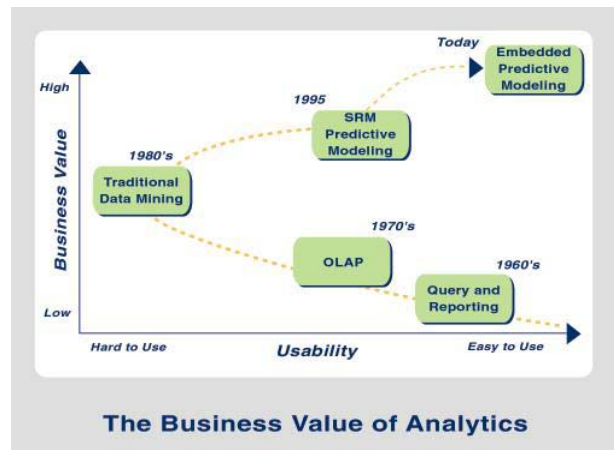 Today
Embedded
Predictive
Modeling
High
1995
SRM
Predictive
Modeling
1980's
Traditional
Data Mining
Business Value
1970's
OLAP
1960's
Query and
Reporting
Low
Hard to Use
Usability
Easy to Use
The Business Value of Analytics